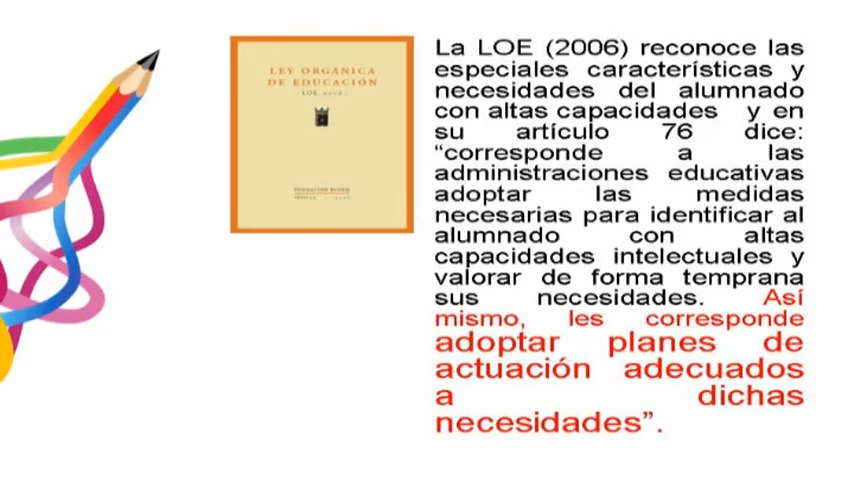 LEY ORGÁNICA
DE EDUCACIÓN
La LOE (2006) reconoce las
especiales características y
necesidades del alumnado
con altas capacidades y en
su artículo 76 dice:
“corresponde a las
administraciones educativas
adoptar las medidas
necesarias para identificar al
alumnado con altas
capacidades intelectuales y
valorar de forma temprana
sus necesidades. Así
mismo, les corresponde
adoptar planes de
actuación adecuados
a dichas
necesidades”.